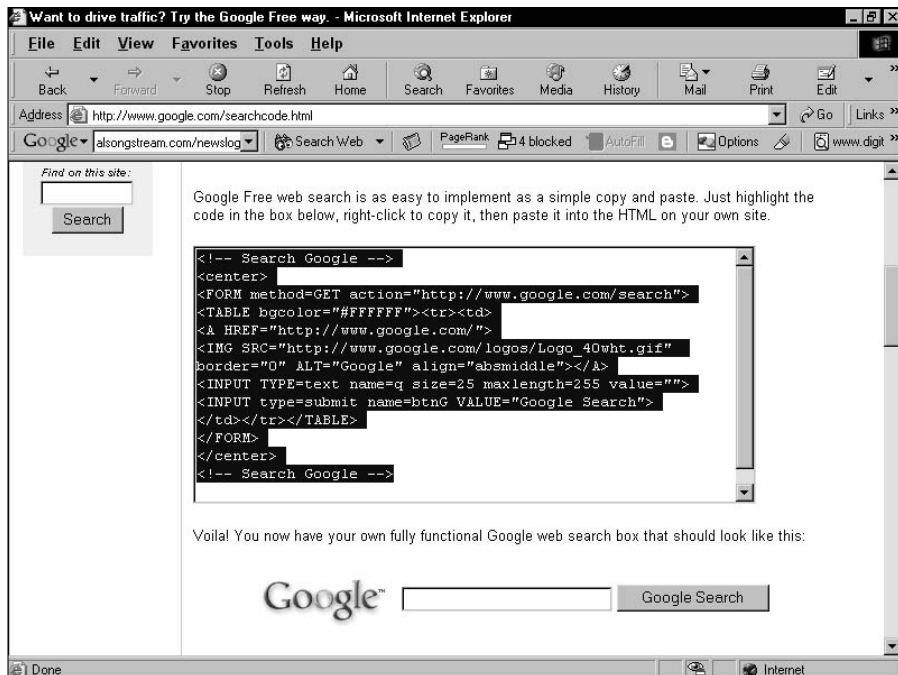 Want to drive traffic? Try the Google Free way. - Microsoft Internet Explorer
File Edit View Favorites Tools Help
Back Forward Stop Refresh Home Search Favorites Media History Mail Print Edit »
Address http://www.google.com/searchcode.html Go Links »
Google alsongstream.com/newslog Search Web PageRank 4 blocked AutoFill Options www.digit »
Find on this site:
Search
Google Free web search is as easy to implement as a simple copy and paste. Just highlight the
code in the box below, right-click to copy it, then paste it into the HTML on your own site.
<!-- Search Google -->
<center>
<FORM method=GET action="http://www.google.com/search">
<TABLE bgcolor="#FFFFFF"><tr><td>
<A HREF="http://www.google.com/">
<IMG SRC="http://www.google.com/logos/Logo_40wht.gif"
border="0" ALT="Google" align="absmiddle"></A>
<INPUT TYPE=text name=q size=25 maxlength=255 value="">
<INPUT type=submit name=btnG VALUE="Google Search">
</td></tr></TABLE>
</FORM>
</center>
<!-- Search Google -->
Voila! You now have your own fully functional Google web search box that should look like this:
Google™ Google Search
Done Internet